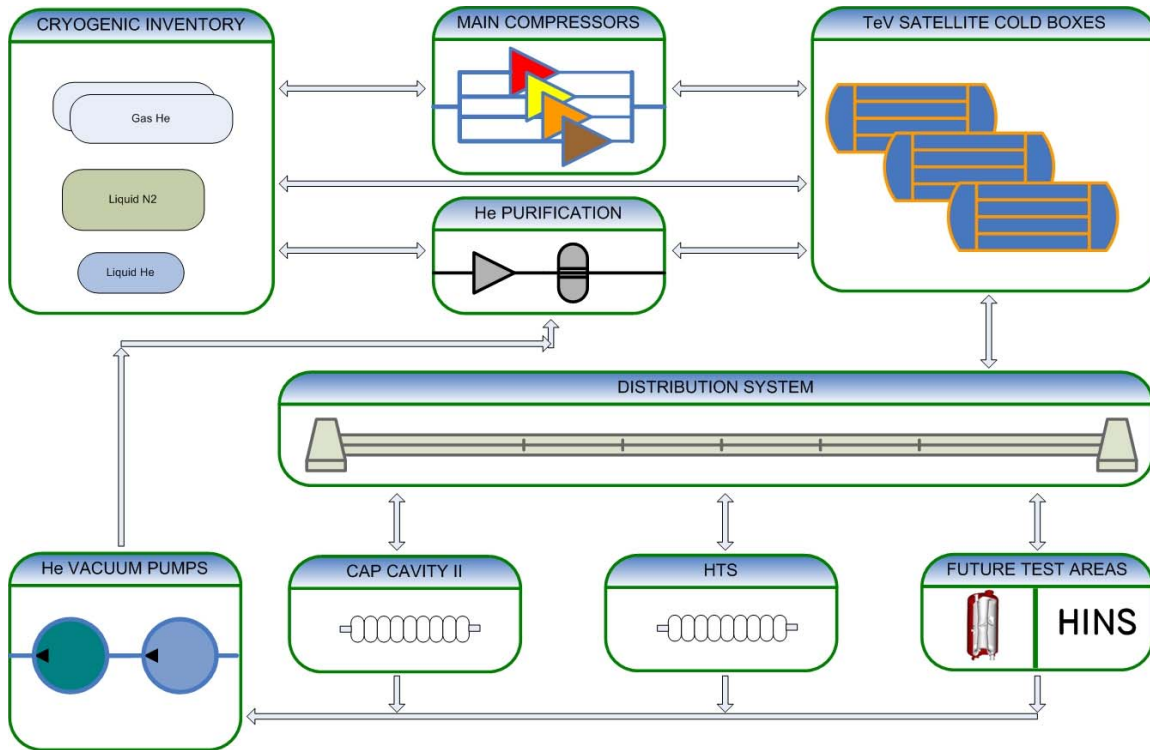 CRYOGENIC INVENTORY
MAIN COMPRESSORS
TeV SATELLITE COLD BOXES
Gas He
Liquid N2
Liquid He
He PURIFICATION
DISTRIBUTION SYSTEM
He VACUUM PUMPS
CAP CAVITY II
HTS
FUTURE TEST AREAS
HINS